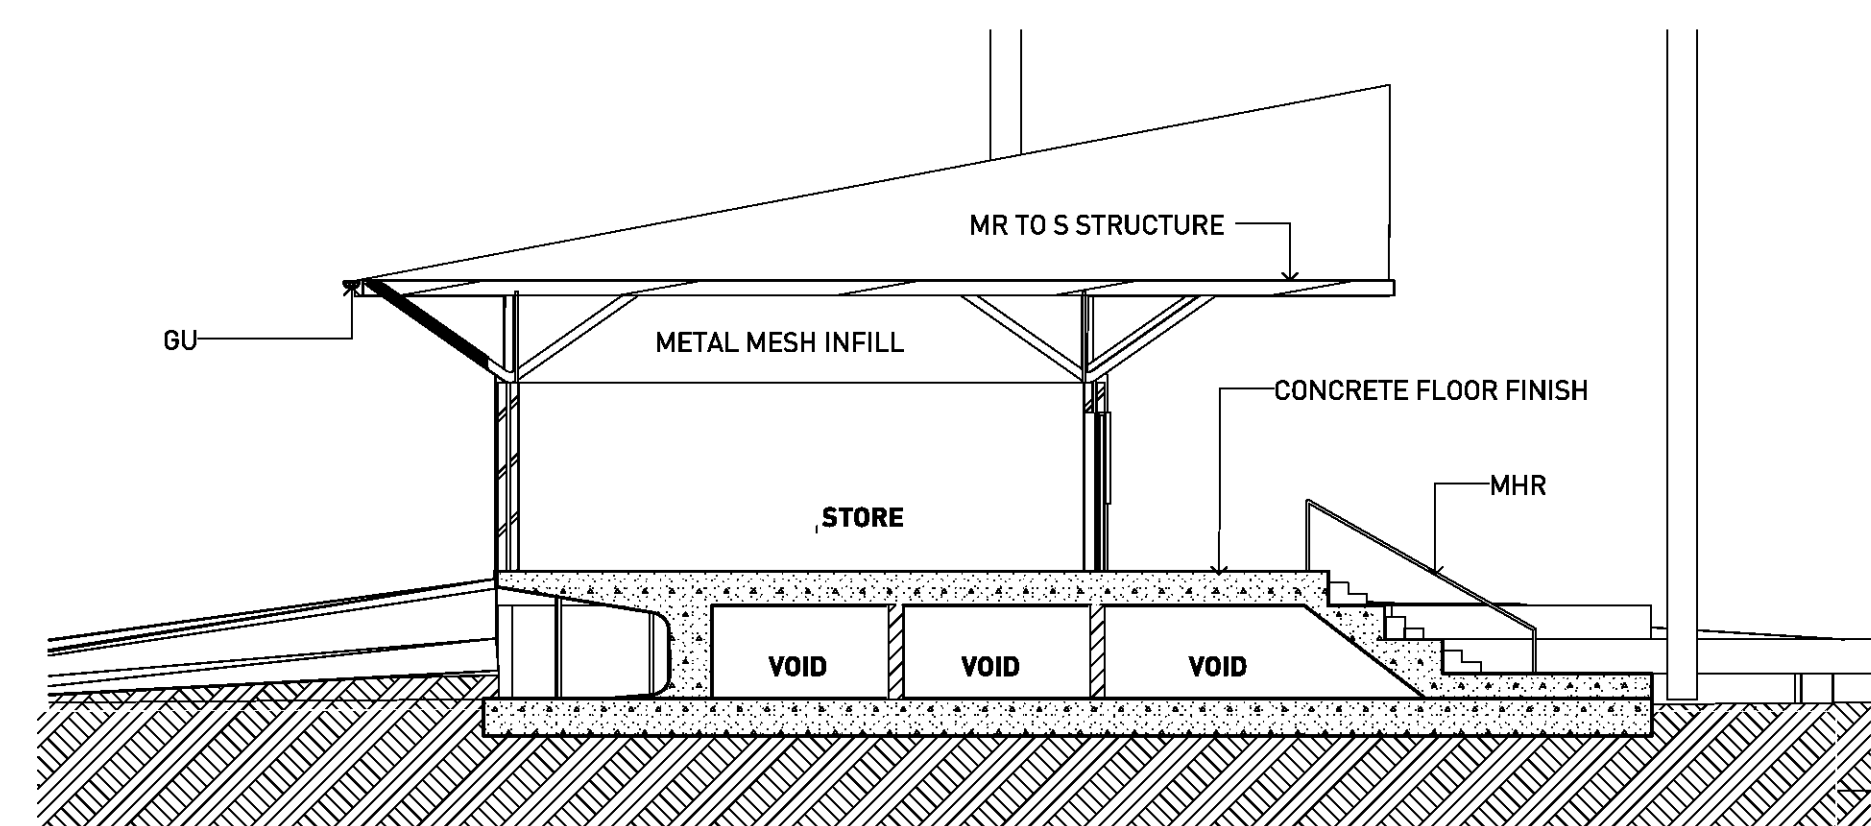 MR TO S STRUCTURE
GU
METAL MESH INFILL
CONCRETE FLOOR FINISH
MHR
STORE
VOID
VOID
VOID